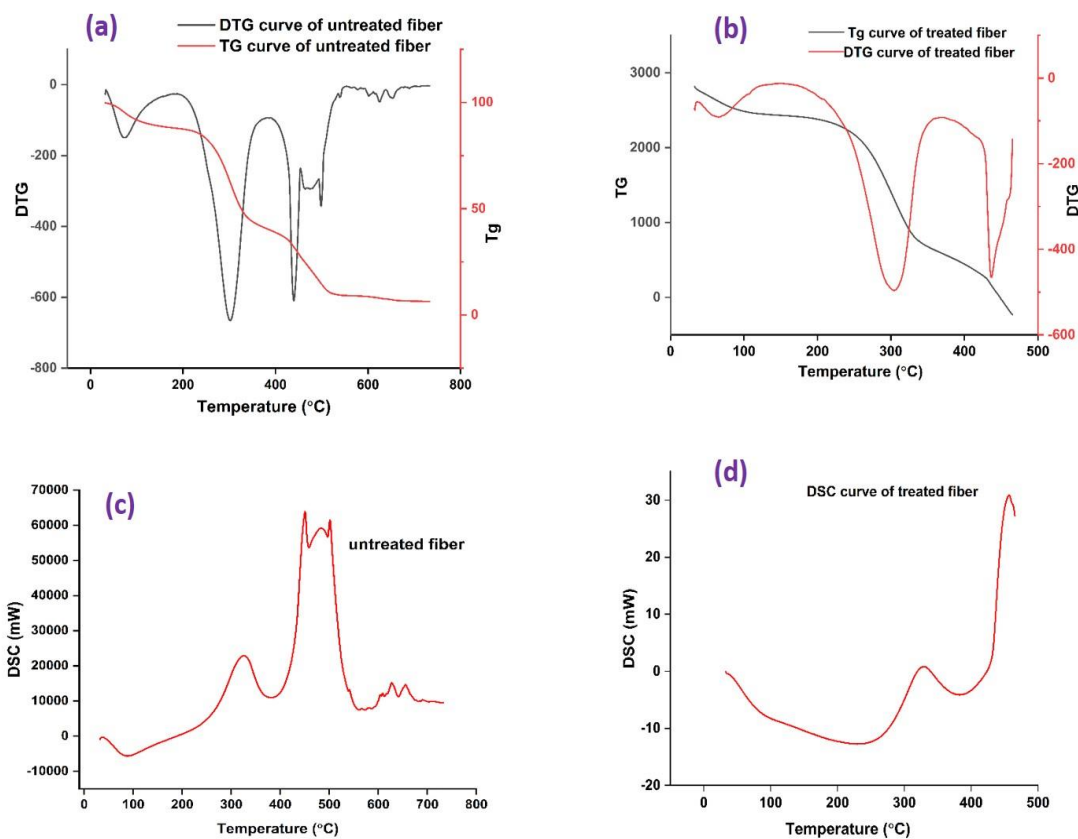 (a)
DTG curve of untreated fiber
TG curve of untreated fiber
0
-200
-400
-600
-800
DTG
100
50
0
Tg
0
200
400
600
800
Temperature (°C)
(b)
Tg curve of treated fiber
DTG curve of treated fiber
3000
2000
1000
0
TG
0
-200
-400
-600
DTG
0
100
200
300
400
500
Temperature (°C)
(c)
untreated fiber
70000
60000
50000
40000
30000
20000
10000
0
-10000
DSC (mW)
0
100
200
300
400
500
600
700
800
Temperature (°C)
(d)
DSC curve of treated fiber
30
20
10
0
-10
-20
DSC (mW)
0
100
200
300
400
500
Temperature (°C)